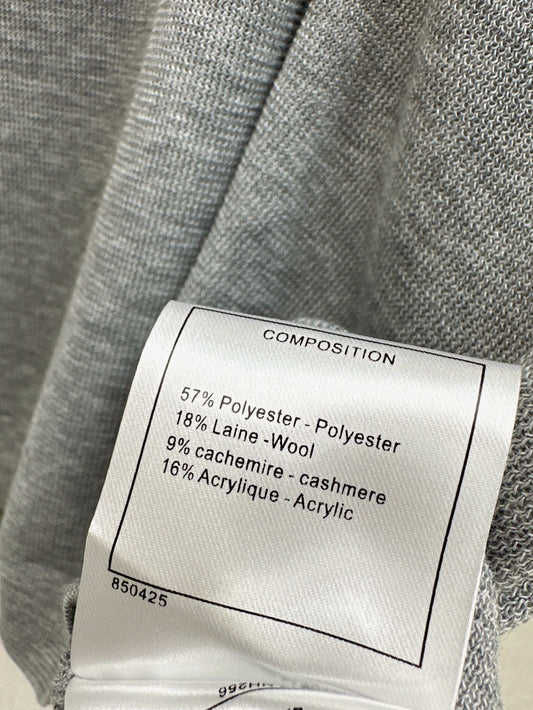 COMPOSITION
57% Polyester - Polyester
18% Laine -Wool
9% cachemire - cashmere
16% Acrylique - Acrylic
850425